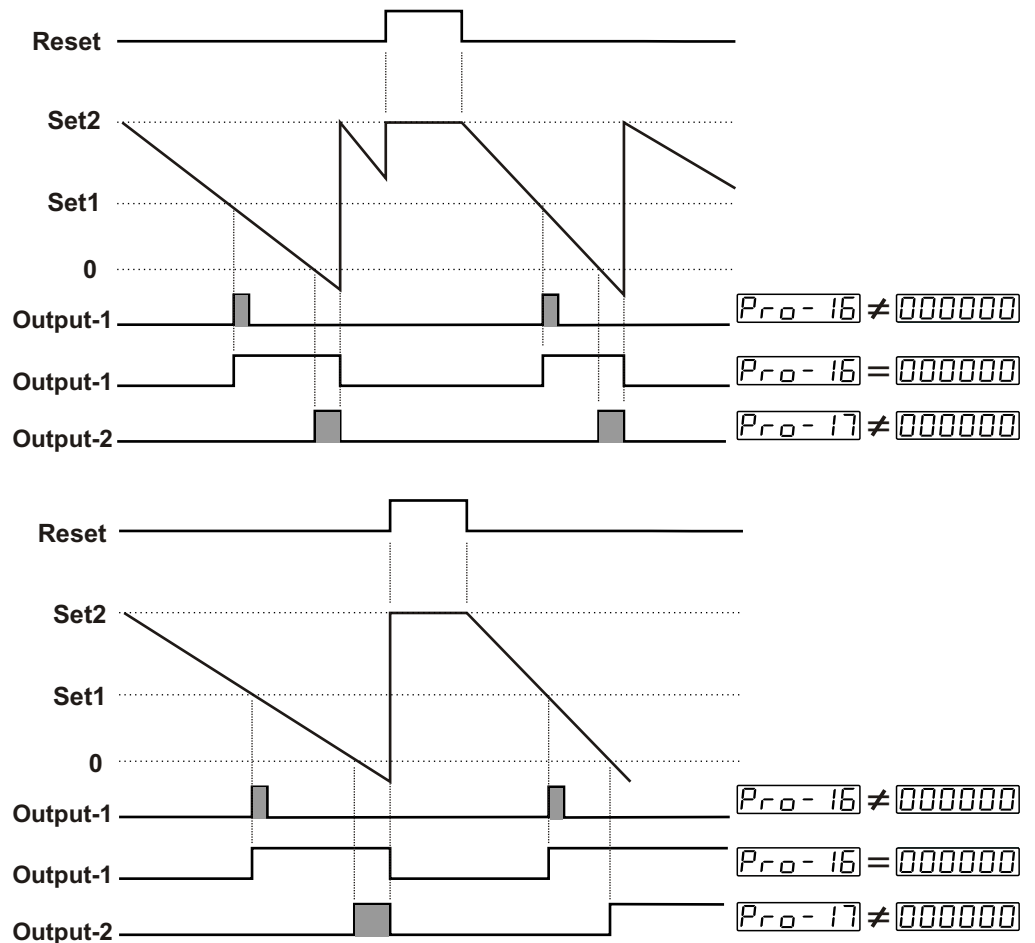 Reset
Set2
Set1
0
Output-1
Pro-16 ≠ 000000
Output-1
Pro-16 = 000000
Output-2
Pro-17 ≠ 000000
Reset
Set2
Set1
0
Output-1
Pro-16 ≠ 000000
Output-1
Pro-16 = 000000
Output-2
Pro-17 ≠ 000000